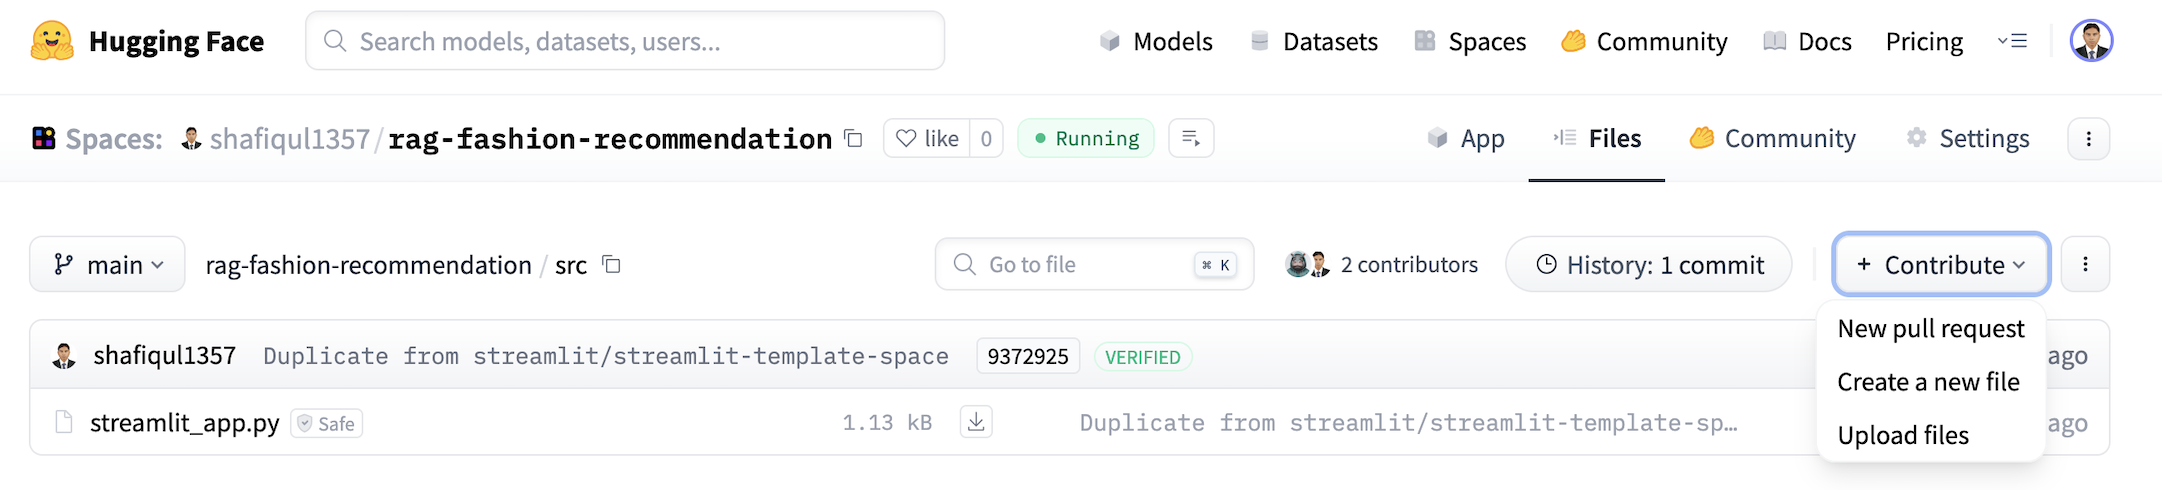 Hugging Face Search models, datasets, users... Models Datasets Spaces Community Docs Pricing
Spaces: shafiqul1357/rag-fashion-recommendation like 0 Running App Files Community Settings
main rag-fashion-recommendation / src Go to file ⌘ K 2 contributors History: 1 commit + Contribute
New pull request
shafiqul1357 Duplicate from streamlit/streamlit-template-space 9372925 VERIFIED ago
Create a new file
streamlit_app.py Safe 1.13 kB Duplicate from streamlit/streamlit-template-sp… ago
Upload files